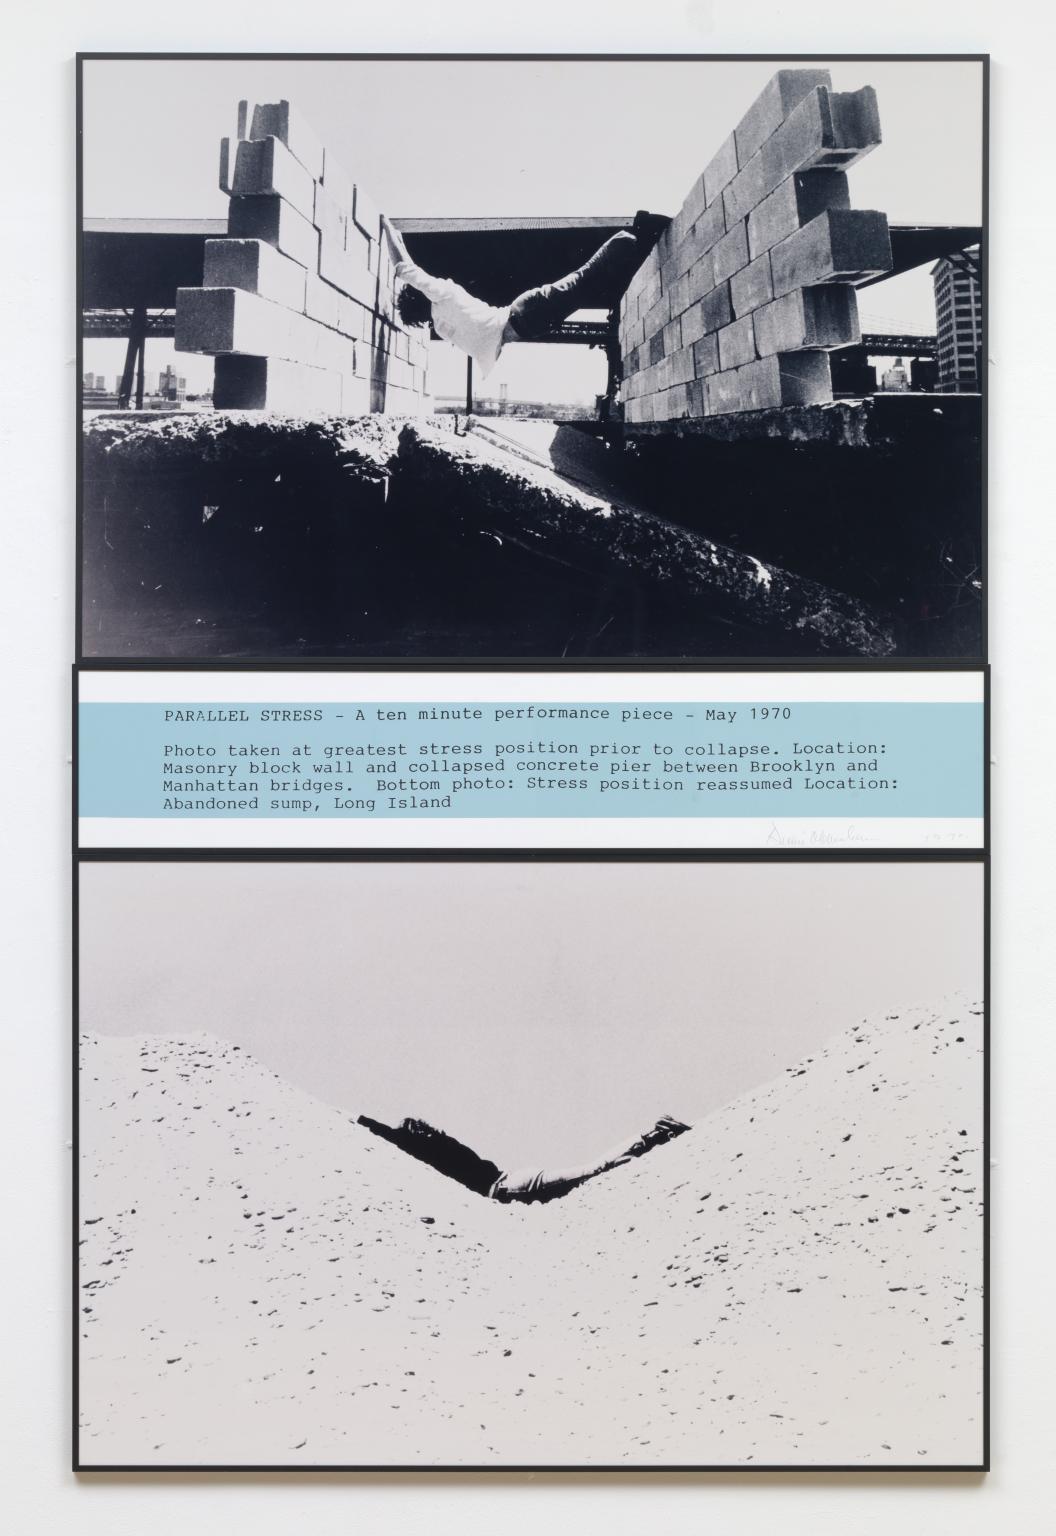 PARALLEL STRESS - A ten minute performance piece - May 1970
Photo taken at greatest stress position prior to collapse. Location:
Masonry block wall and collapsed concrete pier between Brooklyn and
Manhattan bridges. Bottom photo: Stress position reassumed Location:
Abandoned sump, Long Island